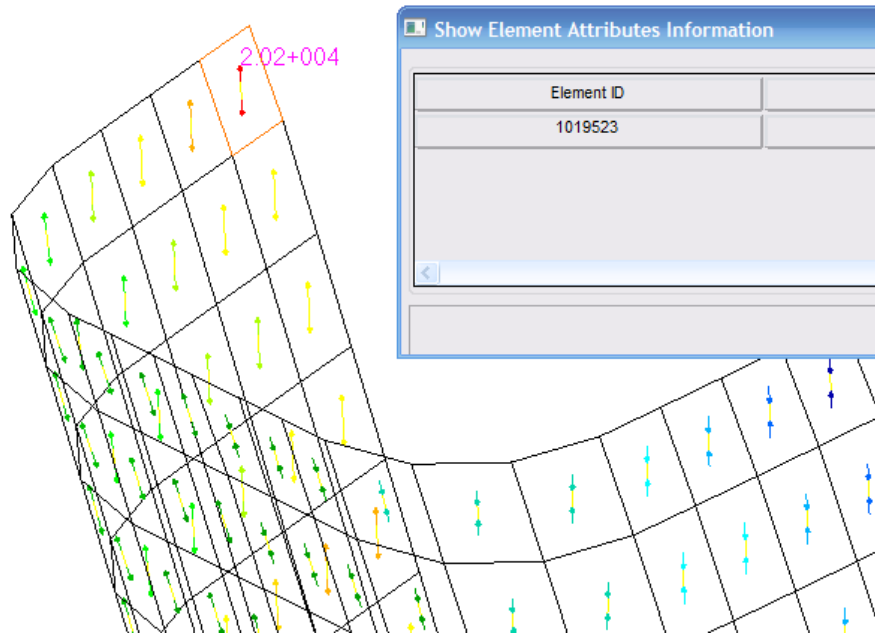 Show Element Attributes Information
2.02+004
Element ID
1019523